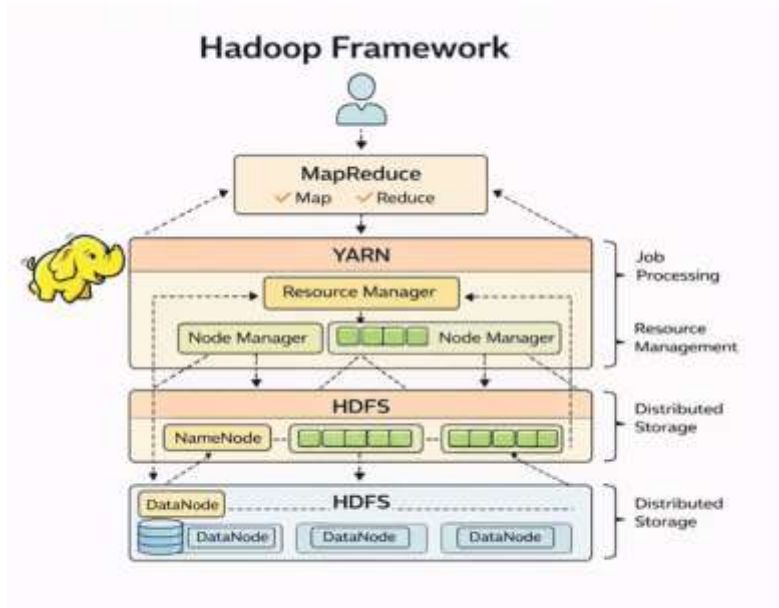 Hadoop Framework
MapReduce
Map Reduce
YARN
Resource Manager
Node Manager
Node Manager
Job
Processing
Resource
Management
HDFS
NameNode
Distributed
Storage
HDFS
DataNode
DataNode
DataNode
DataNode
Distributed
Storage